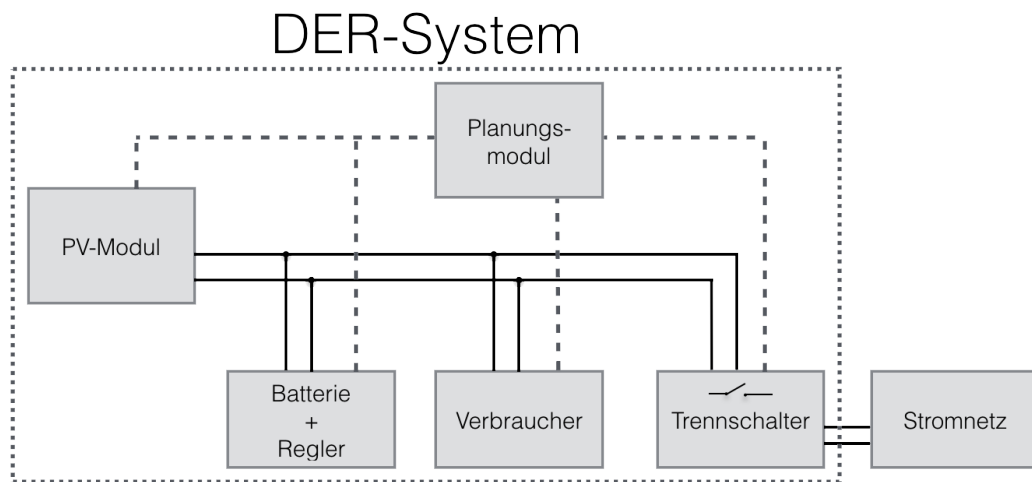 DER-System
Planungs-
modul
PV-Modul
Batterie
+
Regler
Verbraucher
Trennschalter
Stromnetz